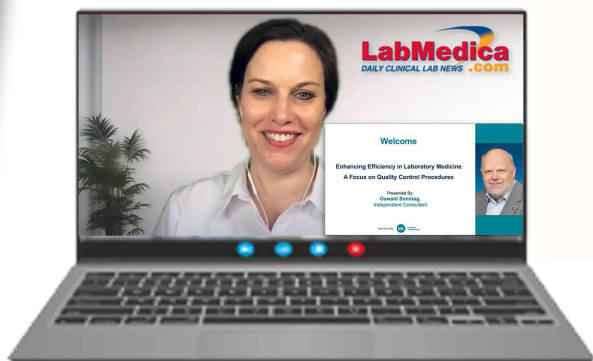 LabMedica
.com
DAILY CLINICAL LAB NEWS
Welcome
Enhancing Efficiency in Laboratory Medicine
A Focus on Quality Control Procedures
Presented By:
Oswald Sonntag,
Independent Consultant